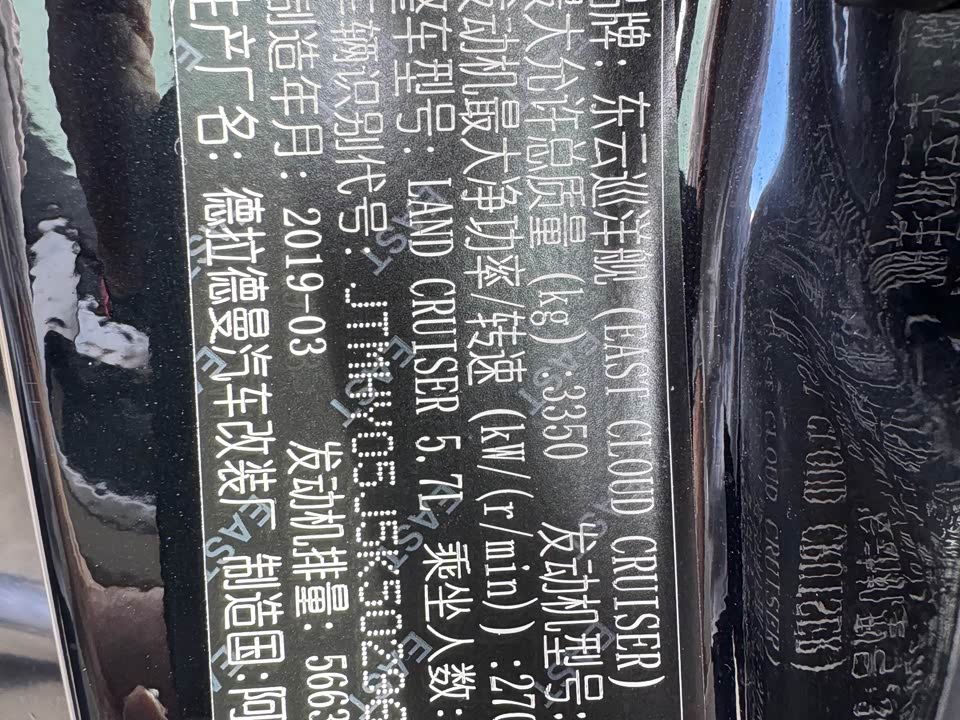 牌: 东云巡洋舰 (EAST CLOUD CRUISER)
最大允许总质量 (kg):3350 发动机型号:
发动机最大净功率/转速 (kW/(r/min)):270
车型号: LAND CRUISER 5.7L 乘坐人数:
车辆识别代号: JTMHX05J5K5023
制造年月: 2019-03 发动机排量: 5663
生产厂名: 德拉德曼汽车改装厂 制造国:阿